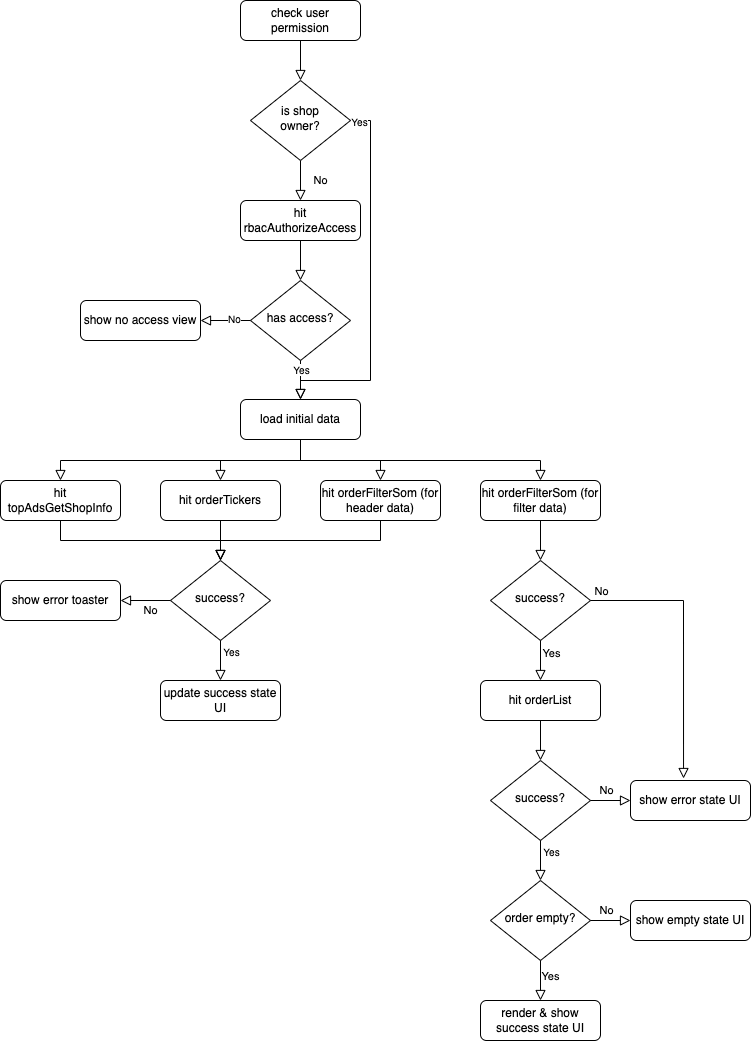 check user
permission
is shop
owner?
Yes
No
hit
rbacAuthorizeAccess
has access?
No
show no access view
Yes
load initial data
hit
topAdsGetShopInfo
hit orderTickers
hit orderFilterSom (for
header data)
hit orderFilterSom (for
filter data)
success?
No
show error toaster
Yes
update success state
UI
success?
No
Yes
hit orderList
success?
No
show error state UI
Yes
order empty?
No
show empty state UI
Yes
render & show
success state UI